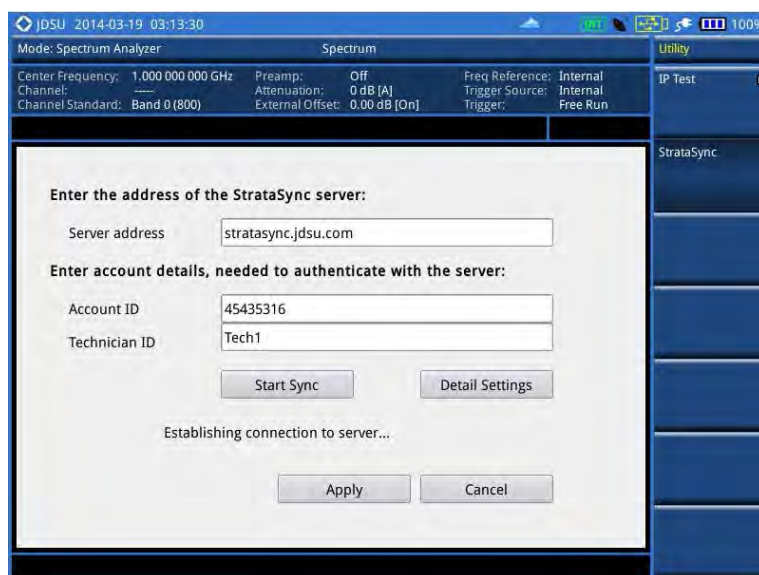 JDSU 2014-03-19 03:13:30
INT
100%
Mode: Spectrum Analyzer
Spectrum
Utility
Center Frequency: 1.000 000 000 GHz
Preamp: Off
Freq Reference: Internal
Channel: -----
Attenuation: 0 dB [A]
Trigger Source: Internal
Channel Standard: Band 0 (800)
External Offset: 0.00 dB [On]
Trigger: Free Run
IP Test
StrataSync
Enter the address of the StrataSync server:
Server address stratasync.jdsu.com
Enter account details, needed to authenticate with the server:
Account ID 45435316
Technician ID Tech1
Start Sync
Detail Settings
Establishing connection to server...
Apply
Cancel